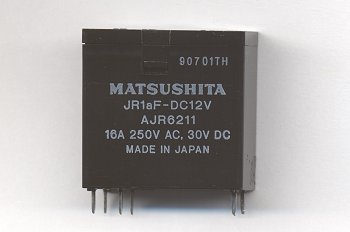 90701TH
MATSUSHITA
JR1aF-DC12V
AJR6211
16A 250V AC, 30V DC
MADE IN JAPAN